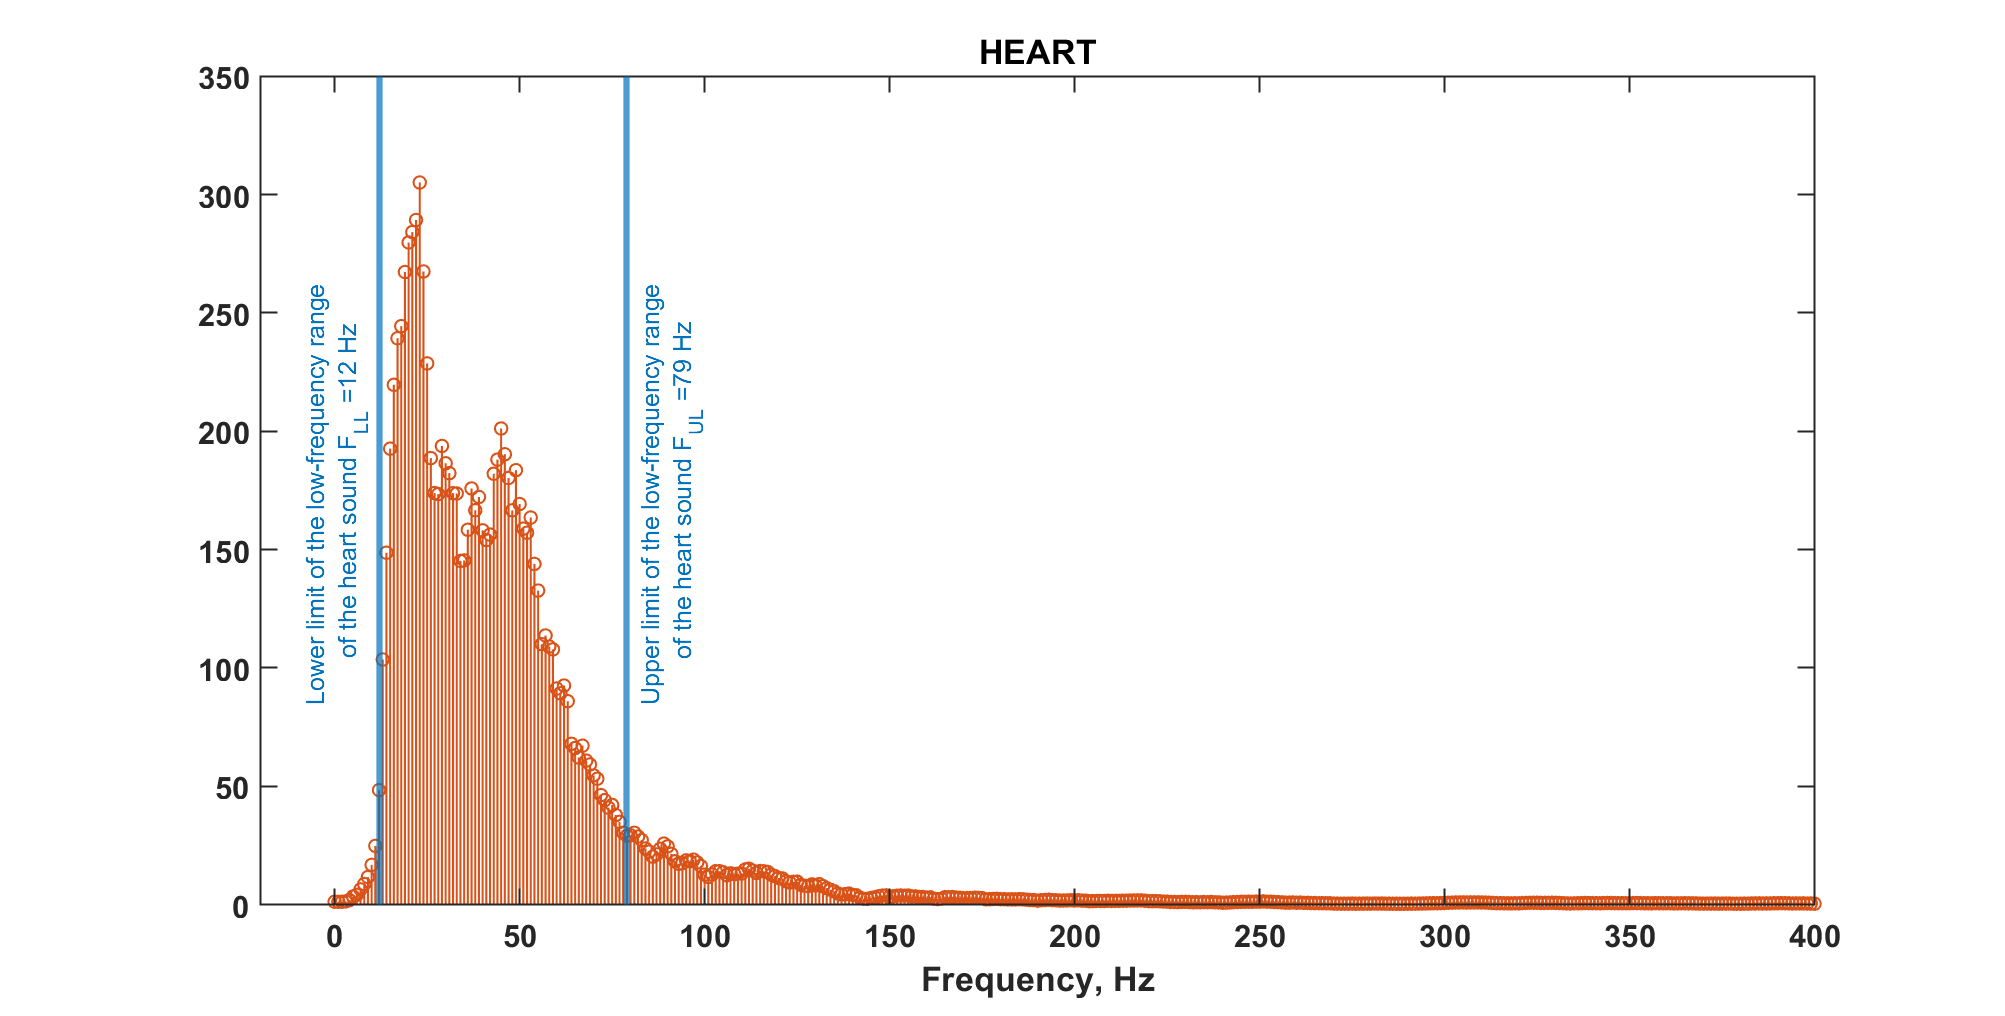 HEART
350
300
250
200
150
100
50
0
Lower limit of the low-frequency range
of the heart sound F_LL =12 Hz
Upper limit of the low-frequency range
of the heart sound F_UL =79 Hz
0 50 100 150 200 250 300 350 400
Frequency, Hz